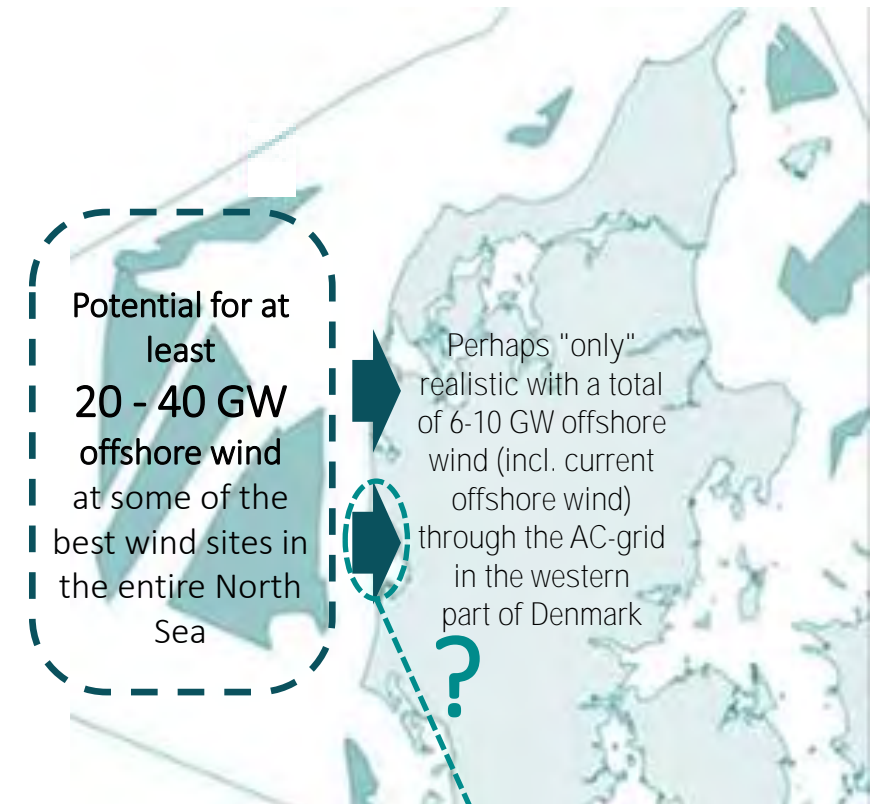 Potential for at
least
20 - 40 GW
offshore wind
at some of the
best wind sites in
the entire North
Sea
Perhaps "only"
realistic with a total
of 6-10 GW offshore
wind (incl. current
offshore wind)
through the AC-grid
in the western
part of Denmark
?